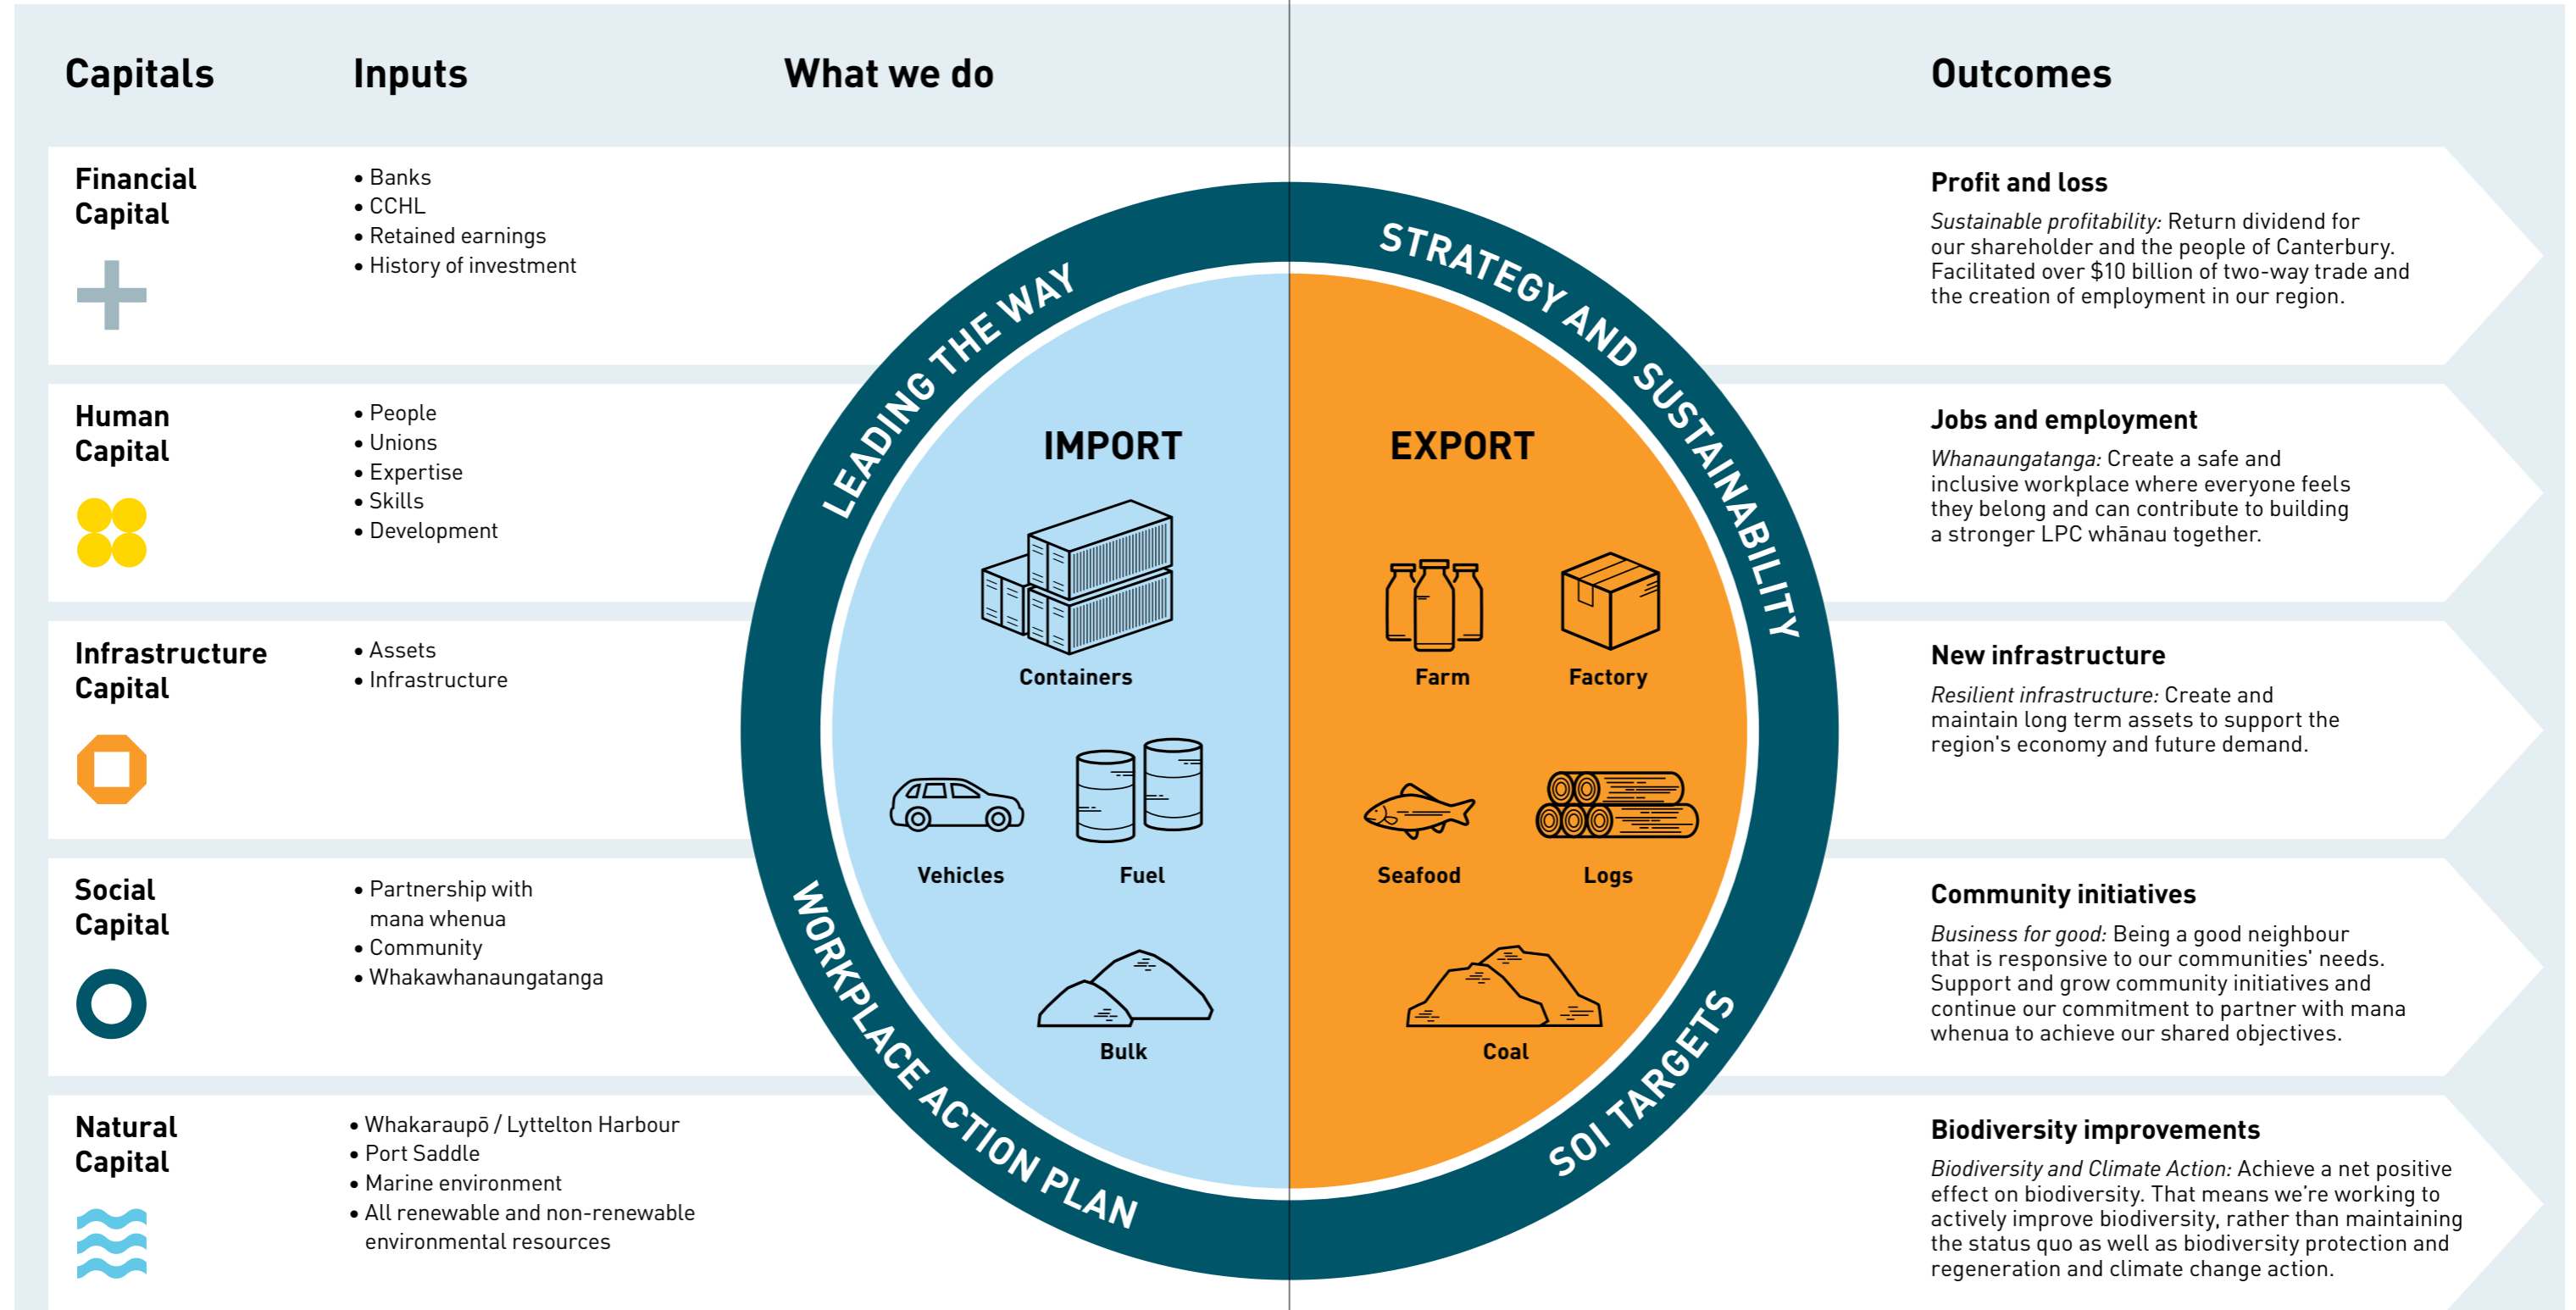 Capitals
Inputs
What we do
Outcomes
Financial
Capital
• Banks
• CCHL
• Retained earnings
• History of investment
Human
Capital
• People
• Unions
• Expertise
• Skills
• Development
Infrastructure
Capital
• Assets
• Infrastructure
Social
Capital
• Partnership with
mana whenua
• Community
• Whakawhanaungatanga
Natural
Capital
• Whakaraupō / Lyttelton Harbour
• Port Saddle
• Marine environment
• All renewable and non-renewable
environmental resources
LEADING THE WAY
STRATEGY AND SUSTAINABILITY
WORKPLACE ACTION PLAN
SOI TARGETS
IMPORT
Containers
Vehicles
Fuel
Bulk
EXPORT
Farm
Factory
Seafood
Logs
Coal
Profit and loss
Sustainable profitability: Return dividend for
our shareholder and the people of Canterbury.
Facilitated over $10 billion of two-way trade and
the creation of employment in our region.
Jobs and employment
Whanaungatanga: Create a safe and
inclusive workplace where everyone feels
they belong and can contribute to building
a stronger LPC whānau together.
New infrastructure
Resilient infrastructure: Create and
maintain long term assets to support the
region's economy and future demand.
Community initiatives
Business for good: Being a good neighbour
that is responsive to our communities' needs.
Support and grow community initiatives and
continue our commitment to partner with mana
whenua to achieve our shared objectives.
Biodiversity improvements
Biodiversity and Climate Action: Achieve a net positive
effect on biodiversity. That means we’re working to
actively improve biodiversity, rather than maintaining
the status quo as well as biodiversity protection and
regeneration and climate change action.